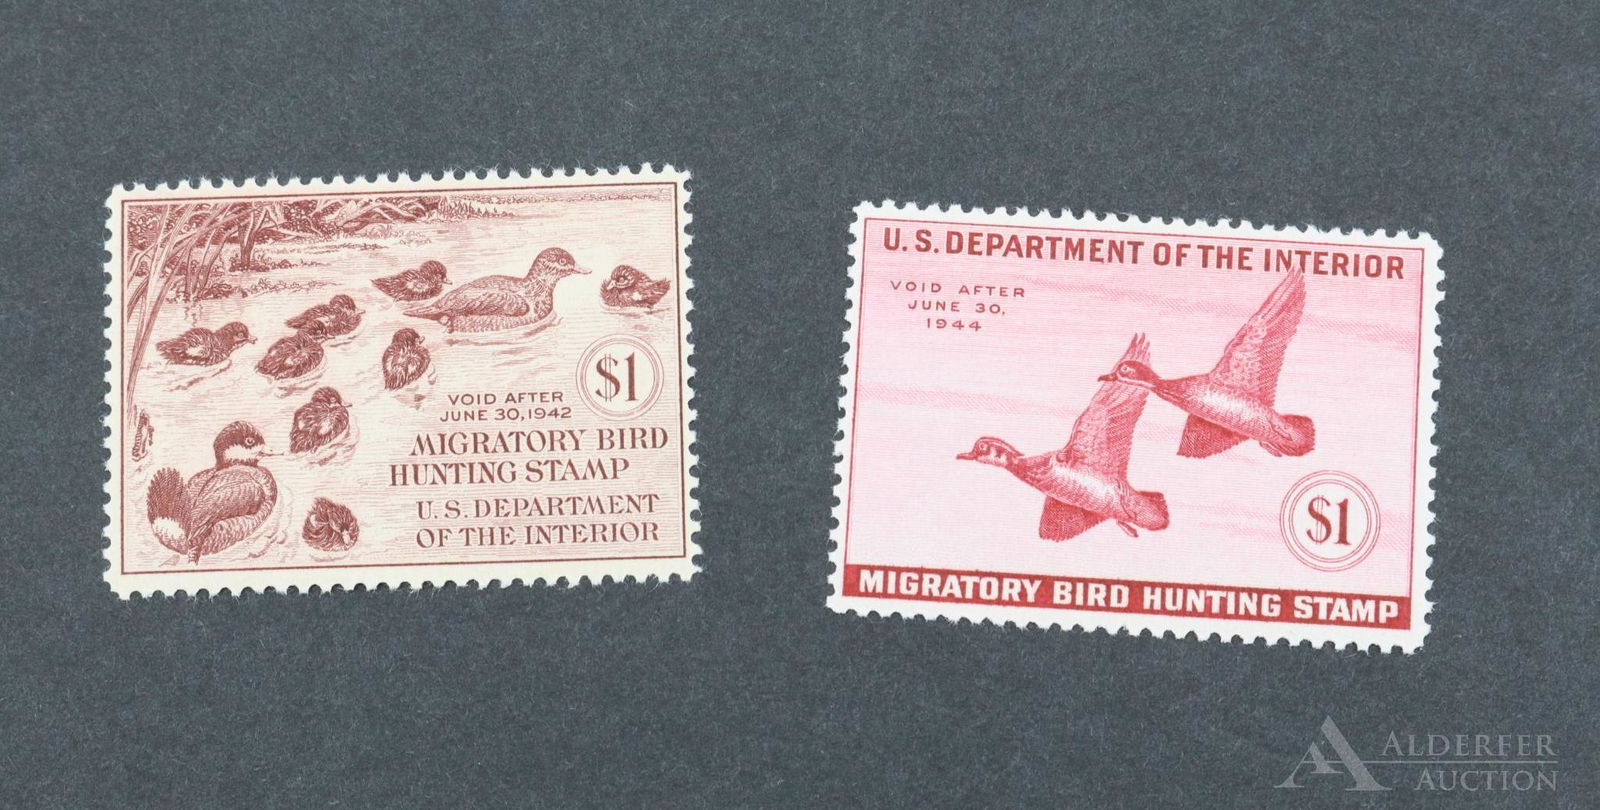 $1
VOID AFTER
JUNE 30, 1942
MIGRATORY BIRD
HUNTING STAMP
U.S. DEPARTMENT
OF THE INTERIOR
U.S. DEPARTMENT OF THE INTERIOR
VOID AFTER
JUNE 30,
1944
$1
MIGRATORY BIRD HUNTING STAMP
ALDERFER
AUCTION